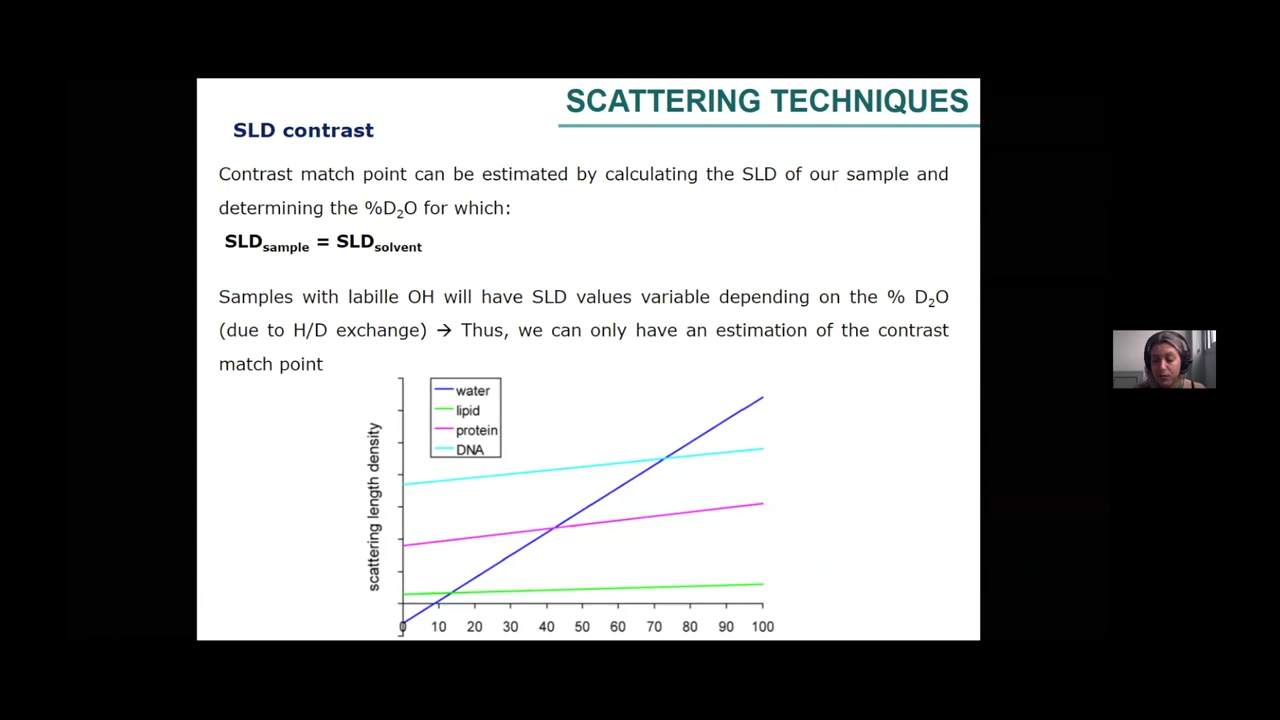 SCATTERING TECHNIQUES
SLD contrast
Contrast match point can be estimated by calculating the SLD of our sample and
determining the %D₂O for which:
SLDsample = SLDsolvent
Samples with labille OH will have SLD values variable depending on the % D₂O
(due to H/D exchange) → Thus, we can only have an estimation of the contrast
match point
water
lipid
protein
DNA
scattering length density
0 10 20 30 40 50 60 70 80 90 100